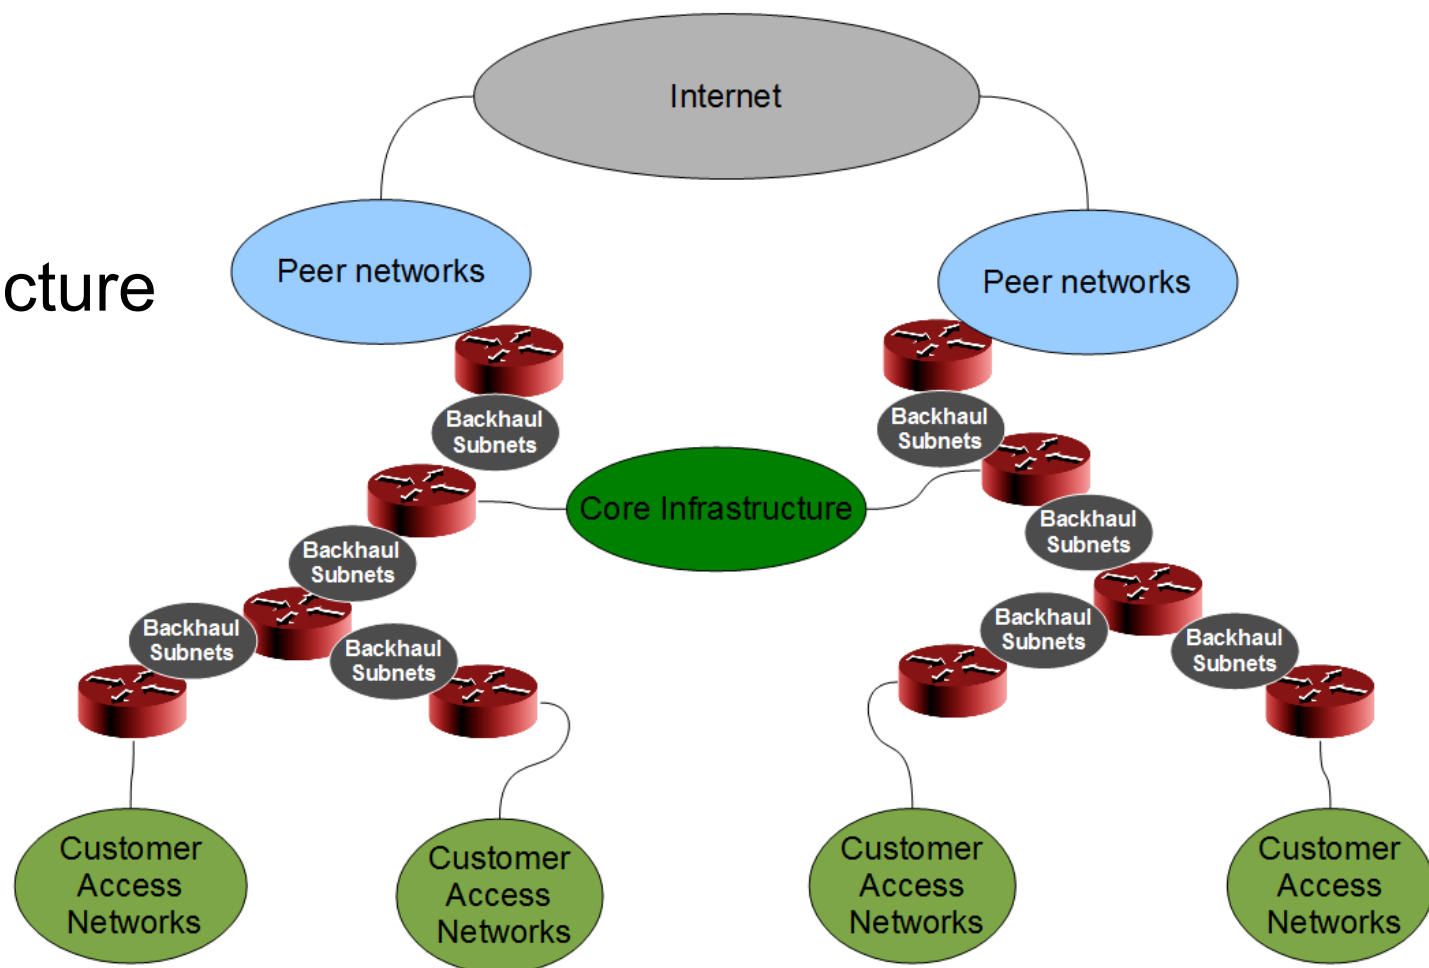 Internet
Peer networks
Peer networks
cture
Backhaul
Subnets
Backhaul
Subnets
Core Infrastructure
Backhaul
Subnets
Backhaul
Subnets
Backhaul
Subnets
Backhaul
Subnets
Backhaul
Subnets
Backhaul
Subnets
Customer
Access
Networks
Customer
Access
Networks
Customer
Access
Networks
Customer
Access
Networks